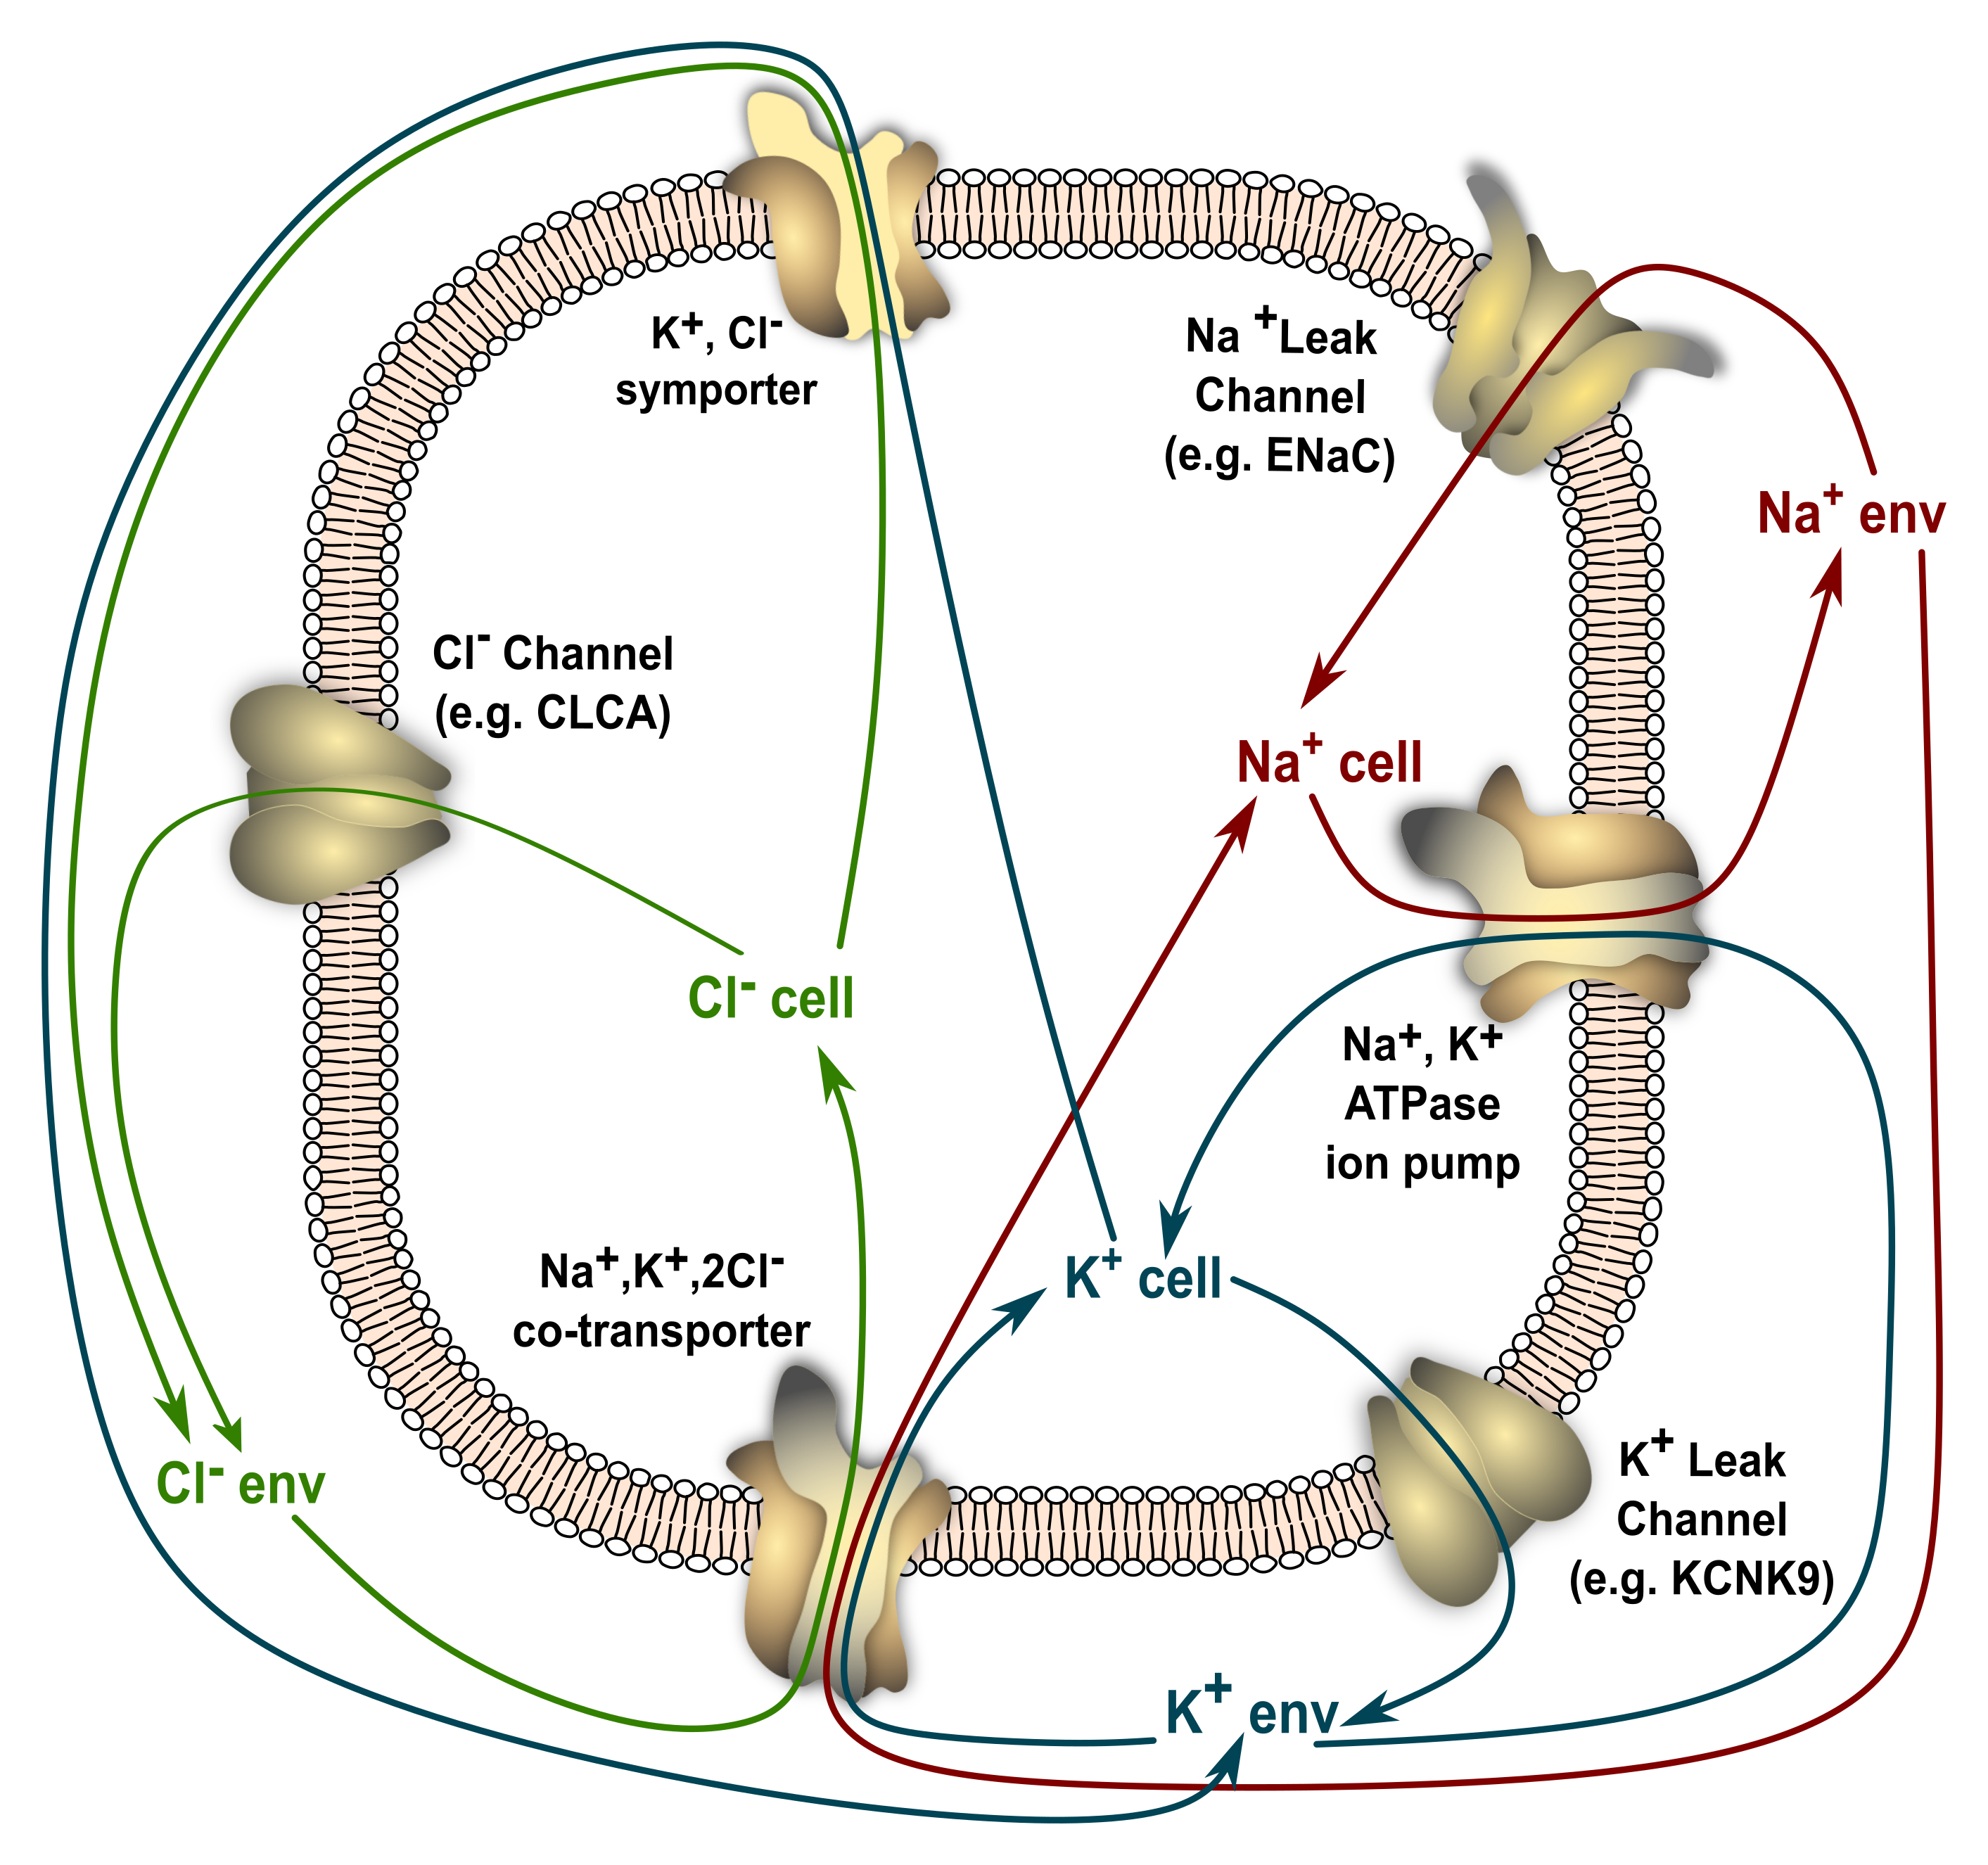 K+, Cl-
symporter
Na +Leak
Channel
(e.g. ENaC)
Na+ env
Cl- Channel
(e.g. CLCA)
Na+ cell
Cl- cell
Na+, K+
ATPase
ion pump
Na+,K+,2Cl-
co-transporter
K+ cell
Cl- env
K+ Leak
Channel
(e.g. KCNK9)
K+ env